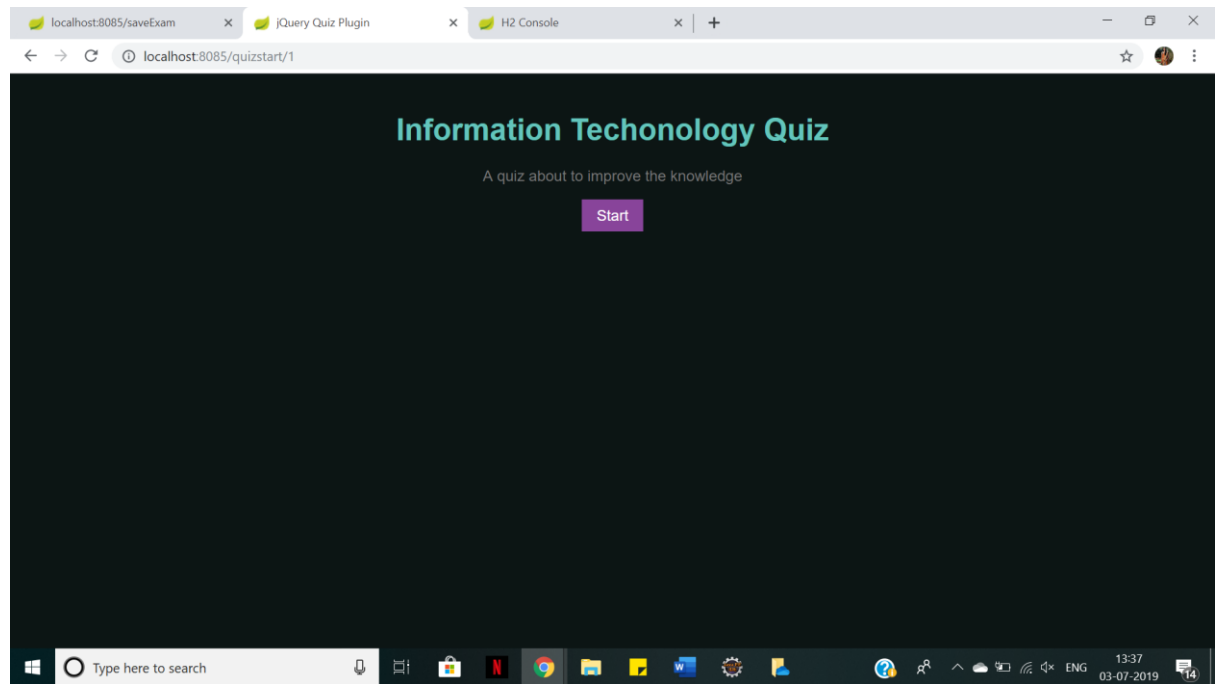 localhost:8085/saveExam
jQuery Quiz Plugin
H2 Console
localhost:8085/quizstart/1
Information Techonology Quiz
A quiz about to improve the knowledge
Start
Type here to search
ENG
13:37
03-07-2019
14